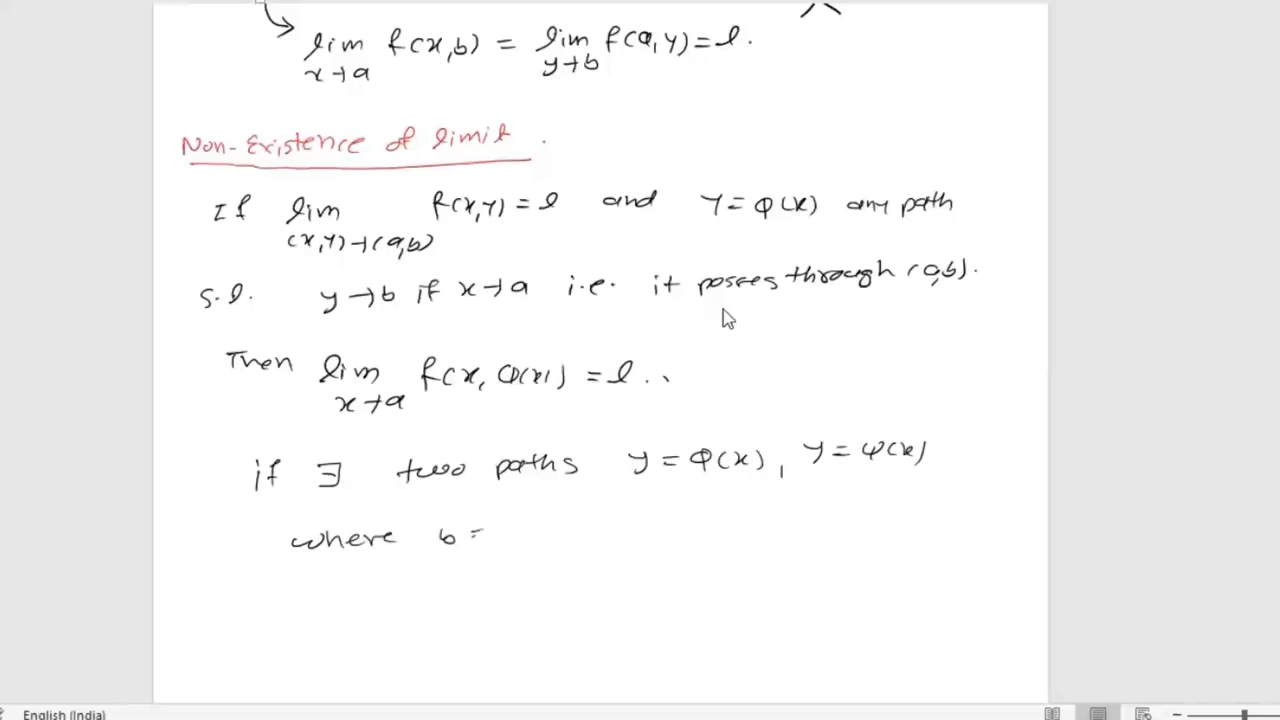 lim f(x,b) = lim f(a,y) = l.
x→a y→b
Non-Existence of limit.
If lim f(x,y) = l and y = φ(x) any path
(x,y)→(a,b)
s.t. y→b if x→a i.e. it passes through (a,b).
Then lim f(x, φ(x)) = l..
x→a
if ∃ two paths y = φ(x), y = ψ(x)
where b =
English (India)